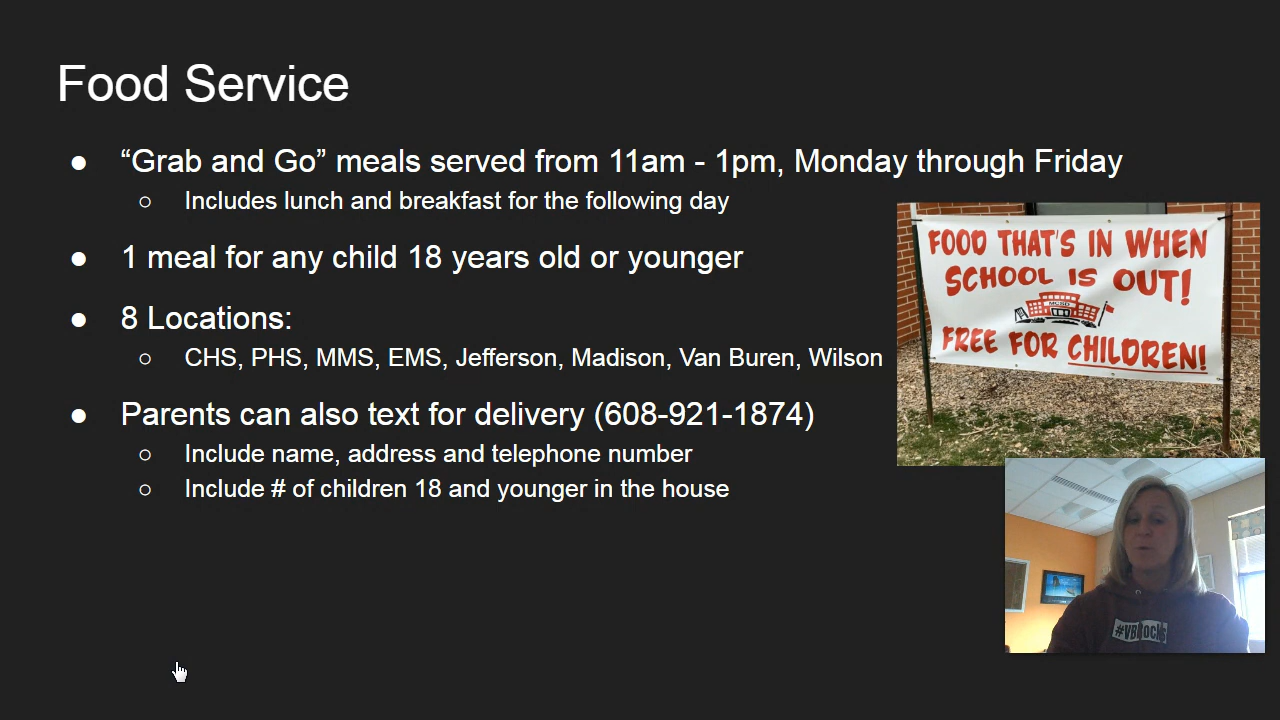 Food Service
● “Grab and Go” meals served from 11am - 1pm, Monday through Friday
○ Includes lunch and breakfast for the following day
● 1 meal for any child 18 years old or younger
● 8 Locations:
○ CHS, PHS, MMS, EMS, Jefferson, Madison, Van Buren, Wilson
● Parents can also text for delivery (608-921-1874)
○ Include name, address and telephone number
○ Include # of children 18 and younger in the house
FOOD THAT'S IN WHEN
SCHOOL IS OUT!
FREE FOR CHILDREN!